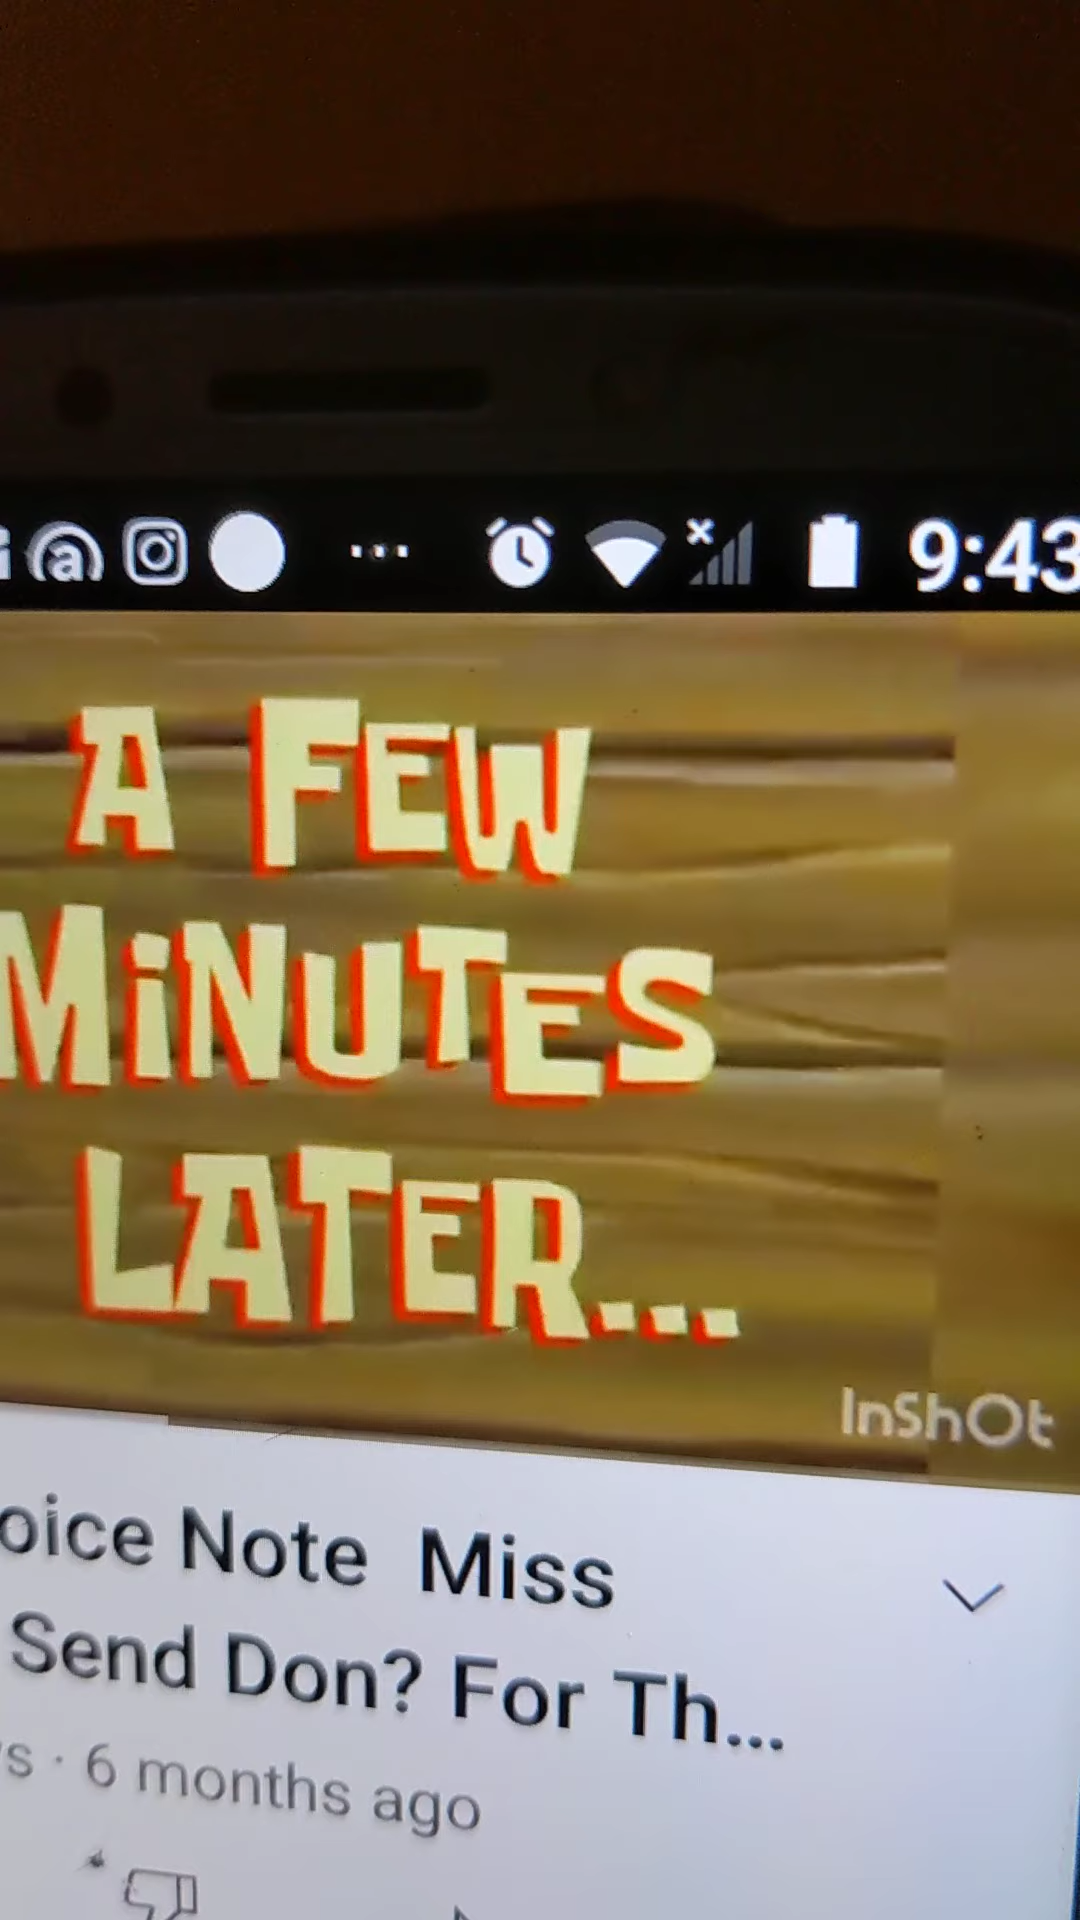 9:43
A FEW
MiNUTES
LATER...
InShOt
oice Note Miss
Send Don? For Th...
s · 6 months ago